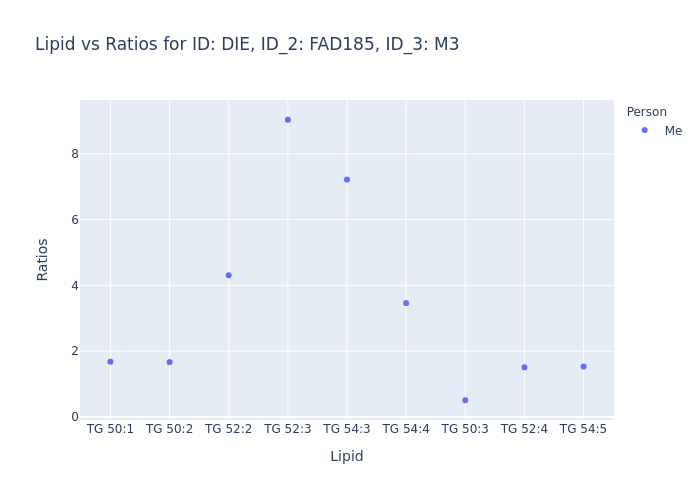 Lipid vs Ratios for ID: DIE, ID_2: FAD185, ID_3: M3
Person
Me
8
6
4
2
0
Ratios
TG 50:1 TG 50:2 TG 52:2 TG 52:3 TG 54:3 TG 54:4 TG 50:3 TG 52:4 TG 54:5
Lipid